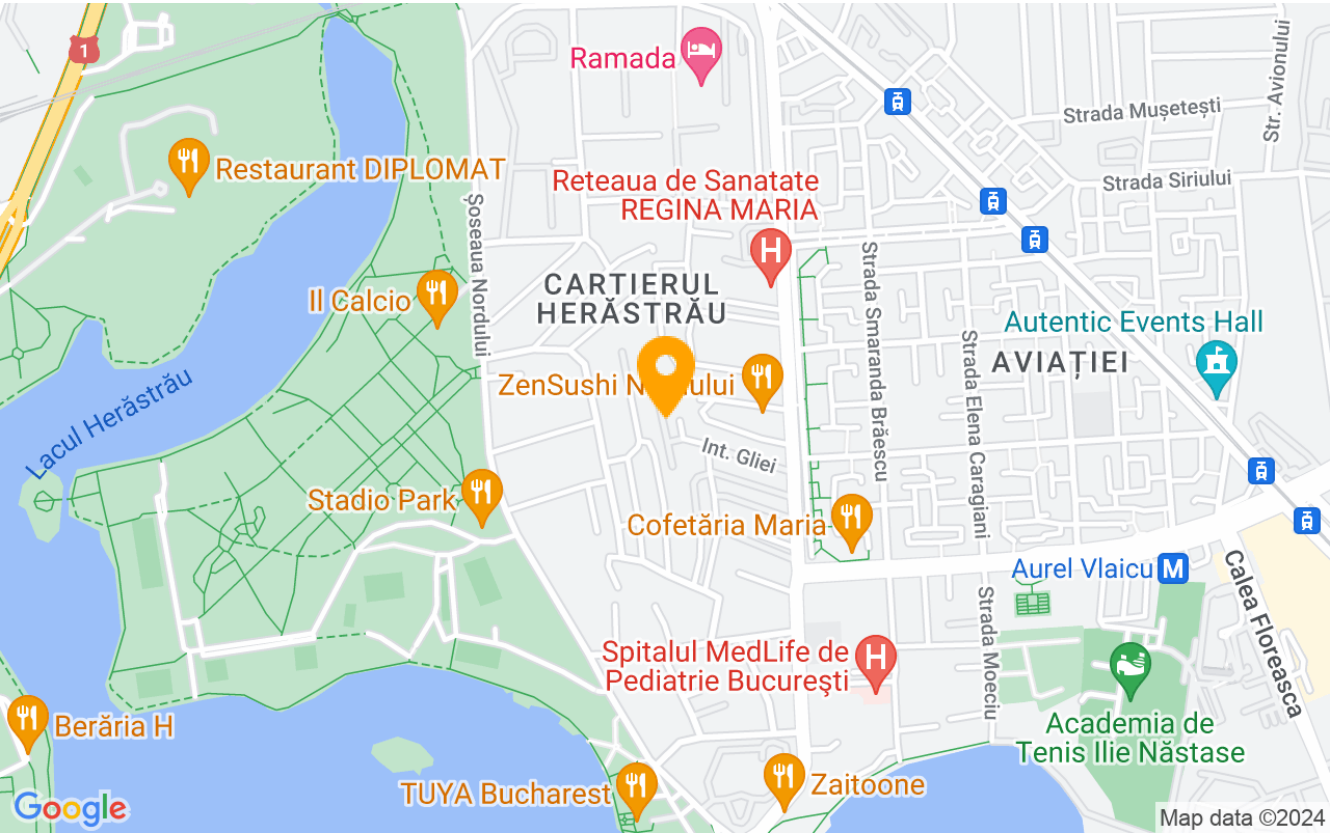 1
Ramada
Strada Mușetești
Str. Avionului
Restaurant DIPLOMAT
Reteaua de Sanatate
REGINA MARIA
H
Strada Siriului
Șoseaua Nordului
Il Calcio
CARTIERUL
HERĂSTRĂU
Strada Smaranda Brăescu
Strada Elena Caragiani
Autentic Events Hall
AVIAȚIEI
Lacul Herăstrău
ZenSushi N lului
Int. Gliei
Stadio Park
Cofetăria Maria
Aurel Vlaicu M
Calea Floreasca
Strada Moeciu
Spitalul MedLife de
Pediatrie Bucureşti
H
Academia de
Tenis Ilie Năstase
Berăria H
TUYA Bucharest
Zaitoone
Google
Map data ©2024